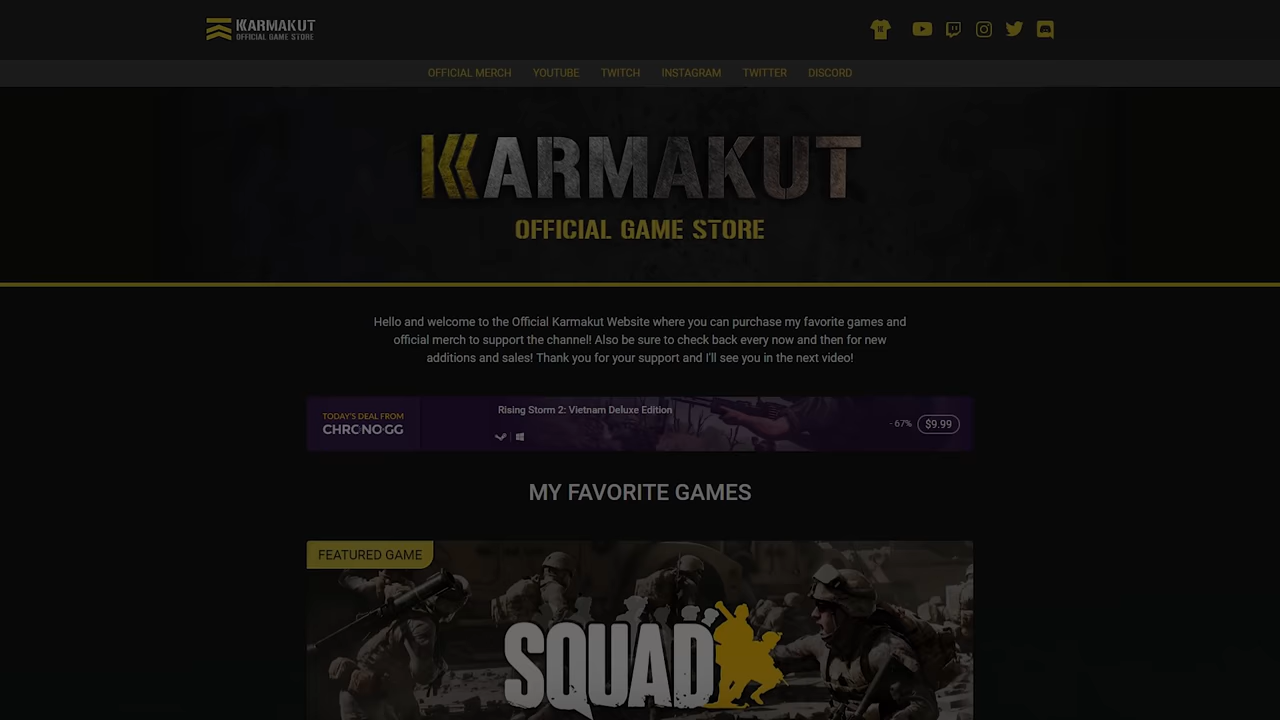 KARMAKUT
OFFICIAL GAME STORE
OFFICIAL MERCH YOUTUBE TWITCH INSTAGRAM TWITTER DISCORD
KARMAKUT
OFFICIAL GAME STORE
Hello and welcome to the Official Karmakut Website where you can purchase my favorite games and
official merch to support the channel! Also be sure to check back every now and then for new
additions and sales! Thank you for your support and I'll see you in the next video!
TODAY'S DEAL FROM
CHRONO.GG
Rising Storm 2: Vietnam Deluxe Edition
- 67% $9.99
MY FAVORITE GAMES
FEATURED GAME
SQUAD